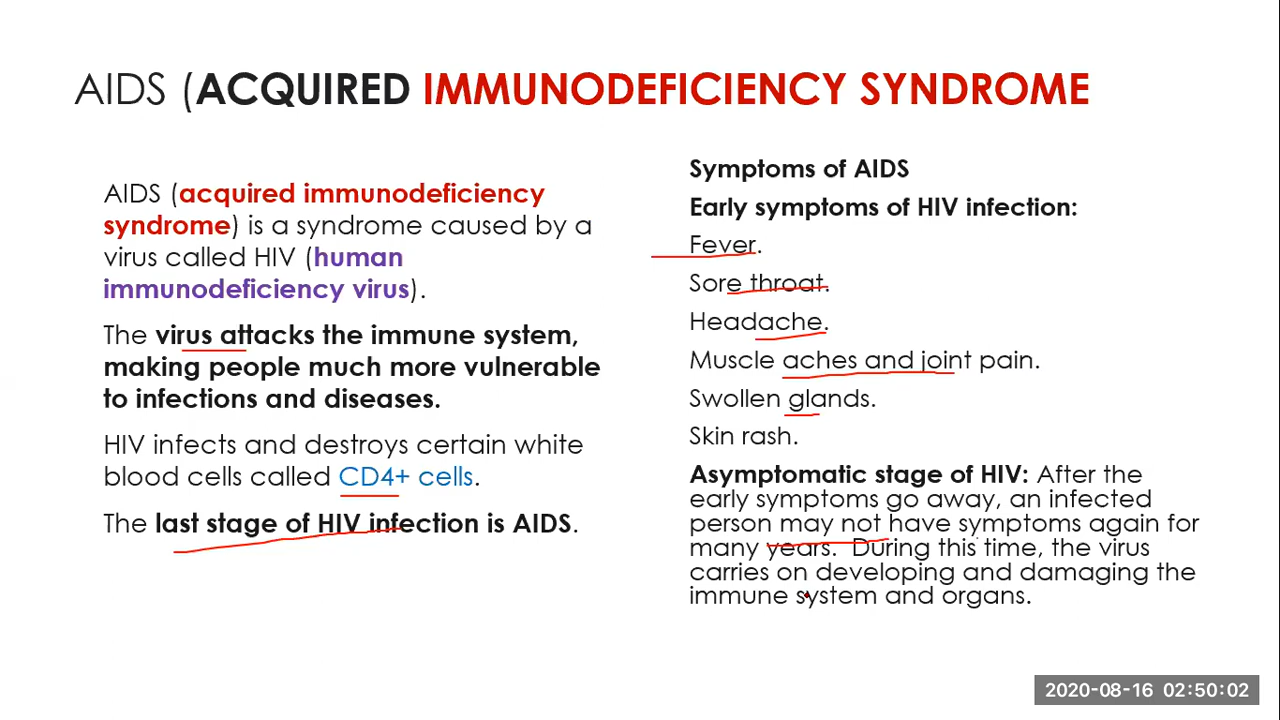 AIDS (ACQUIRED IMMUNODEFICIENCY SYNDROME
AIDS (acquired immunodeficiency
syndrome) is a syndrome caused by a
virus called HIV (human
immunodeficiency virus).
The virus attacks the immune system,
making people much more vulnerable
to infections and diseases.
HIV infects and destroys certain white
blood cells called CD4+ cells.
The last stage of HIV infection is AIDS.
Symptoms of AIDS
Early symptoms of HIV infection:
Fever.
Sore throat.
Headache.
Muscle aches and joint pain.
Swollen glands.
Skin rash.
Asymptomatic stage of HIV: After the
early symptoms go away, an infected
person may not have symptoms again for
many years. During this time, the virus
carries on developing and damaging the
immune system and organs.
2020-08-16 02:50:02